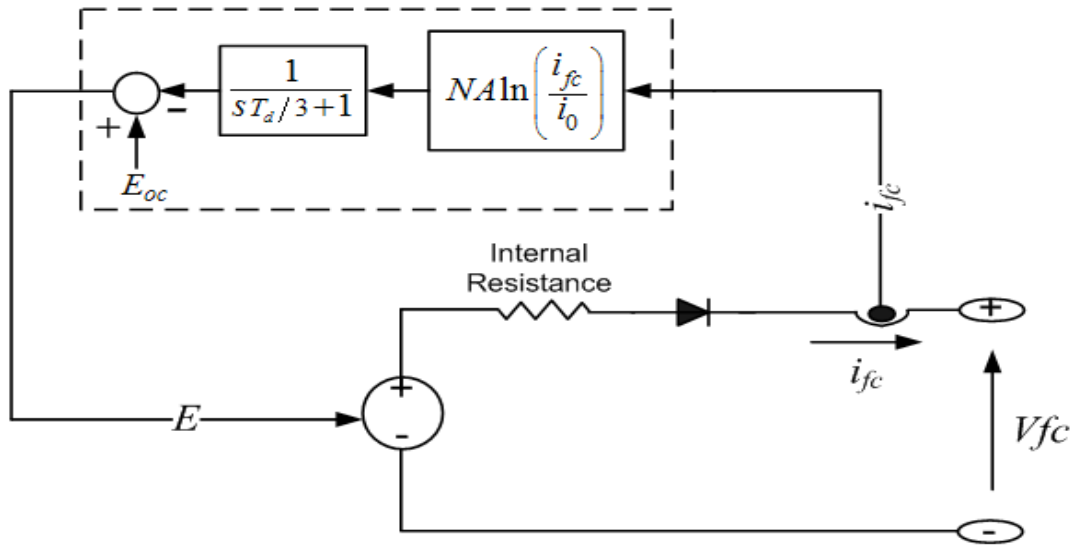 1
sT_d/3+1
NA ln(i_fc/i_0)
+
-
E_oc
i_fc
Internal
Resistance
+
i_fc
+
-
E
Vfc
-